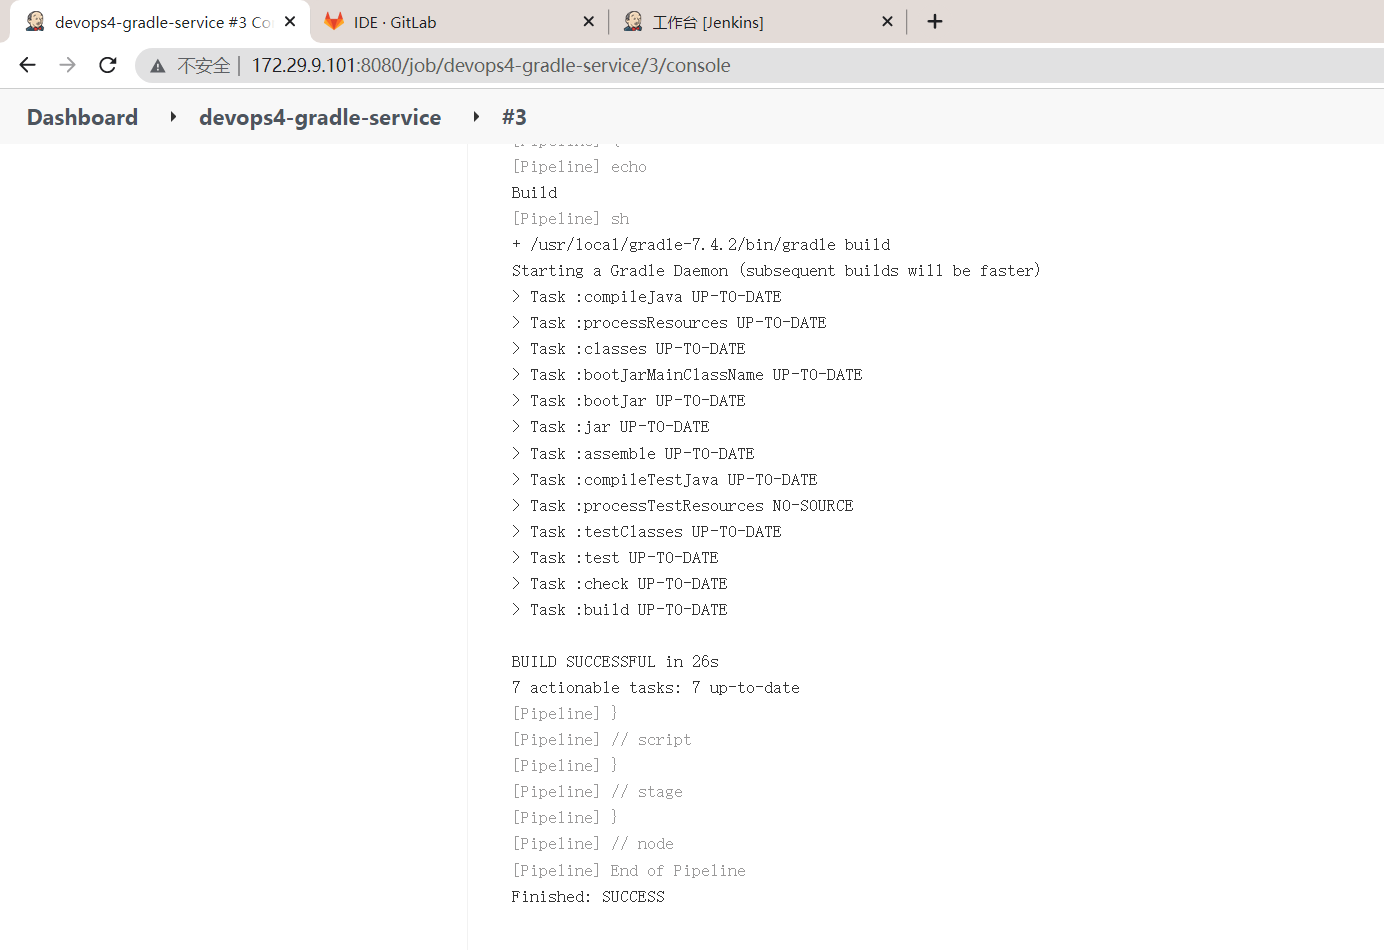 devops4-gradle-service #3 Co
IDE · GitLab
工作台 [Jenkins]
不安全 | 172.29.9.101:8080/job/devops4-gradle-service/3/console
Dashboard
devops4-gradle-service
#3
[Pipeline] {
[Pipeline] echo
Build
[Pipeline] sh
+ /usr/local/gradle-7.4.2/bin/gradle build
Starting a Gradle Daemon (subsequent builds will be faster)
> Task :compileJava UP-TO-DATE
> Task :processResources UP-TO-DATE
> Task :classes UP-TO-DATE
> Task :bootJarMainClassName UP-TO-DATE
> Task :bootJar UP-TO-DATE
> Task :jar UP-TO-DATE
> Task :assemble UP-TO-DATE
> Task :compileTestJava UP-TO-DATE
> Task :processTestResources NO-SOURCE
> Task :testClasses UP-TO-DATE
> Task :test UP-TO-DATE
> Task :check UP-TO-DATE
> Task :build UP-TO-DATE
BUILD SUCCESSFUL in 26s
7 actionable tasks: 7 up-to-date
[Pipeline] }
[Pipeline] // script
[Pipeline] }
[Pipeline] // stage
[Pipeline] }
[Pipeline] // node
[Pipeline] End of Pipeline
Finished: SUCCESS